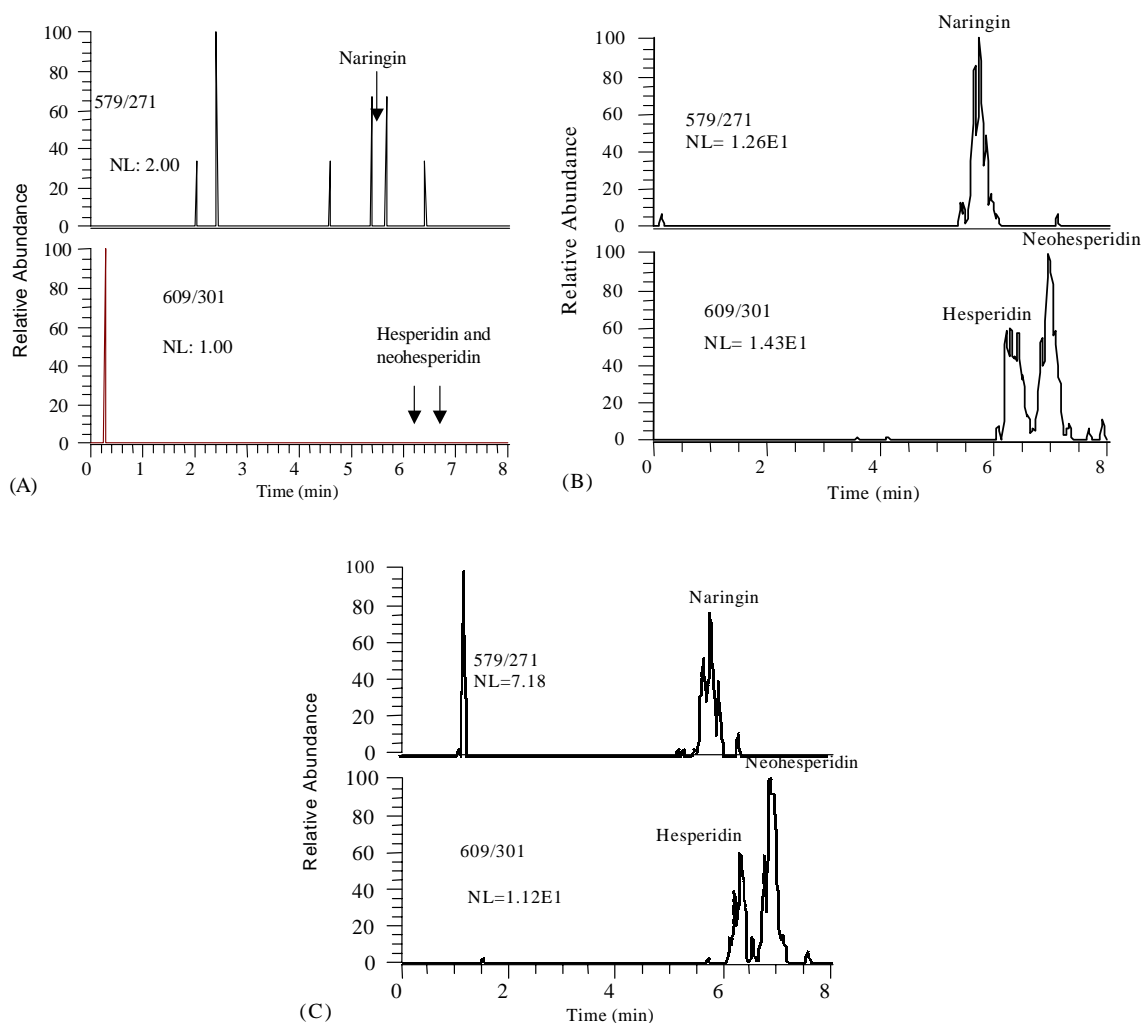 100
80
60
40
20
0
579/271
NL: 2.00
Naringin
Relative Abundance
100
80
60
40
20
0
609/301
NL: 1.00
Hesperidin and
neohesperidin
0 1 2 3 4 5 6 7 8
Time (min)
(A)
Naringin
100
80
60
40
20
0
579/271
NL= 1.26E1
Relative Abundance
Neohesperidin
100
80
60
40
20
0
609/301
NL= 1.43E1
Hesperidin
0 2 4 6 8
Time (min)
(B)
100
80
60
40
20
0
Naringin
579/271
NL=7.18
Relative Abundance
Neohesperidin
100
80
60
40
20
0
Hesperidin
609/301
NL=1.12E1
0 2 4 6 8
Time (min)
(C)